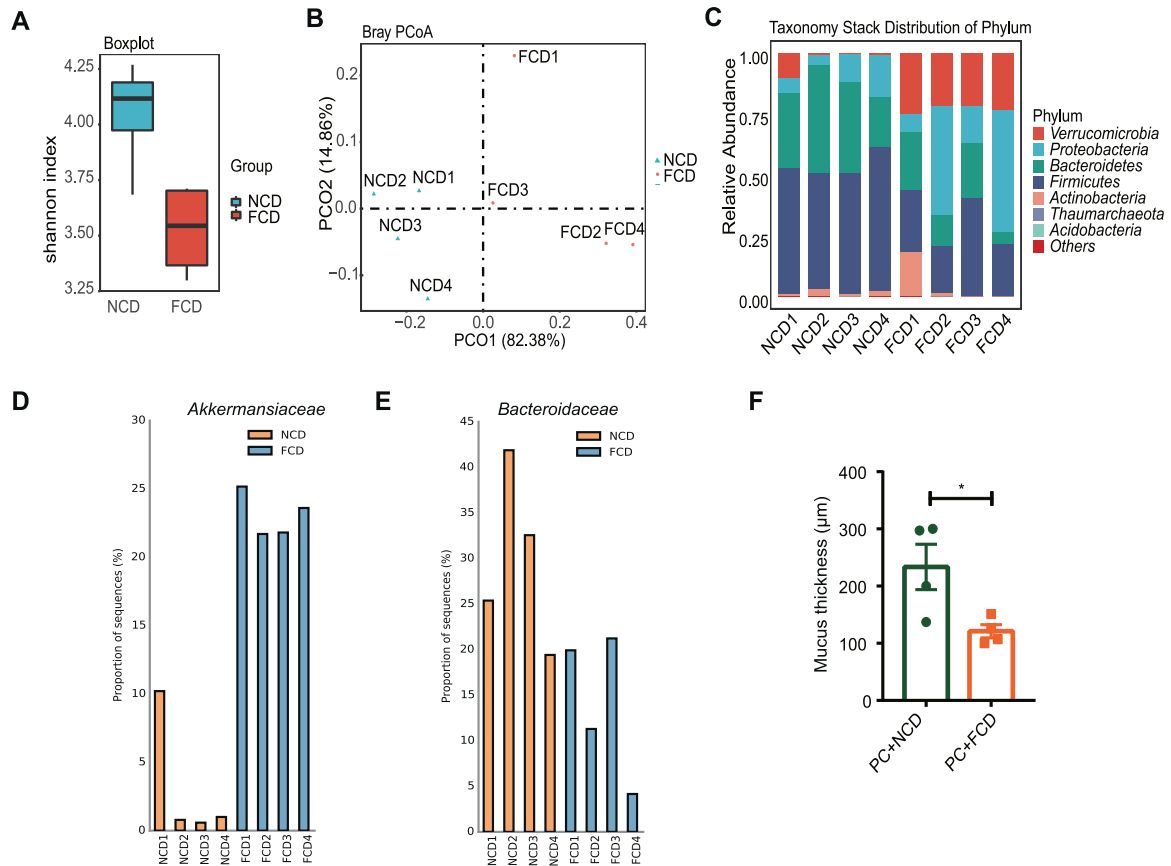 A
Boxplot
shannon index
4.25
4.00
3.75
3.50
3.25
NCD
FCD
Group
NCD
FCD
B
Bray PCoA
PCO2 (14.86%)
0.2
0.1
0.0
−0.1
FCD1
NCD2
NCD1
FCD3
NCD3
FCD2
FCD4
NCD4
−0.2
0.0
0.2
0.4
PCO1 (82.38%)
NCD
FCD
C
Taxonomy Stack Distribution of Phylum
Relative Abundance
1.00
0.75
0.50
0.25
0.00
NCD1
NCD2
NCD3
NCD4
FCD1
FCD2
FCD3
FCD4
Phylum
Verrucomicrobia
Proteobacteria
Bacteroidetes
Firmicutes
Actinobacteria
Thaumarchaeota
Acidobacteria
Others
D
Akkermansiaceae
NCD
FCD
Proportion of sequences (%)
30
25
20
15
10
5
0
NCD1
NCD2
NCD3
NCD4
FCD1
FCD2
FCD3
FCD4
E
Bacteroidaceae
NCD
FCD
Proportion of sequences (%)
45
40
35
30
25
20
15
10
5
0
NCD1
NCD2
NCD3
NCD4
FCD1
FCD2
FCD3
FCD4
F
Mucus thickness (μm)
400
300
200
100
0
*
PC+NCD
PC+FCD